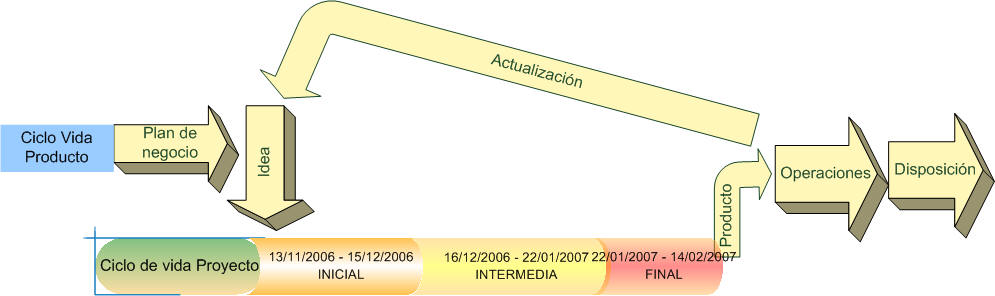 Actualización
Ciclo Vida
Producto
Plan de
negocio
Idea
Producto
Operaciones
Disposición
Ciclo de vida Proyecto
13/11/2006 - 15/12/2006
INICIAL
16/12/2006 - 22/01/2007
INTERMEDIA
22/01/2007 - 14/02/2007
FINAL